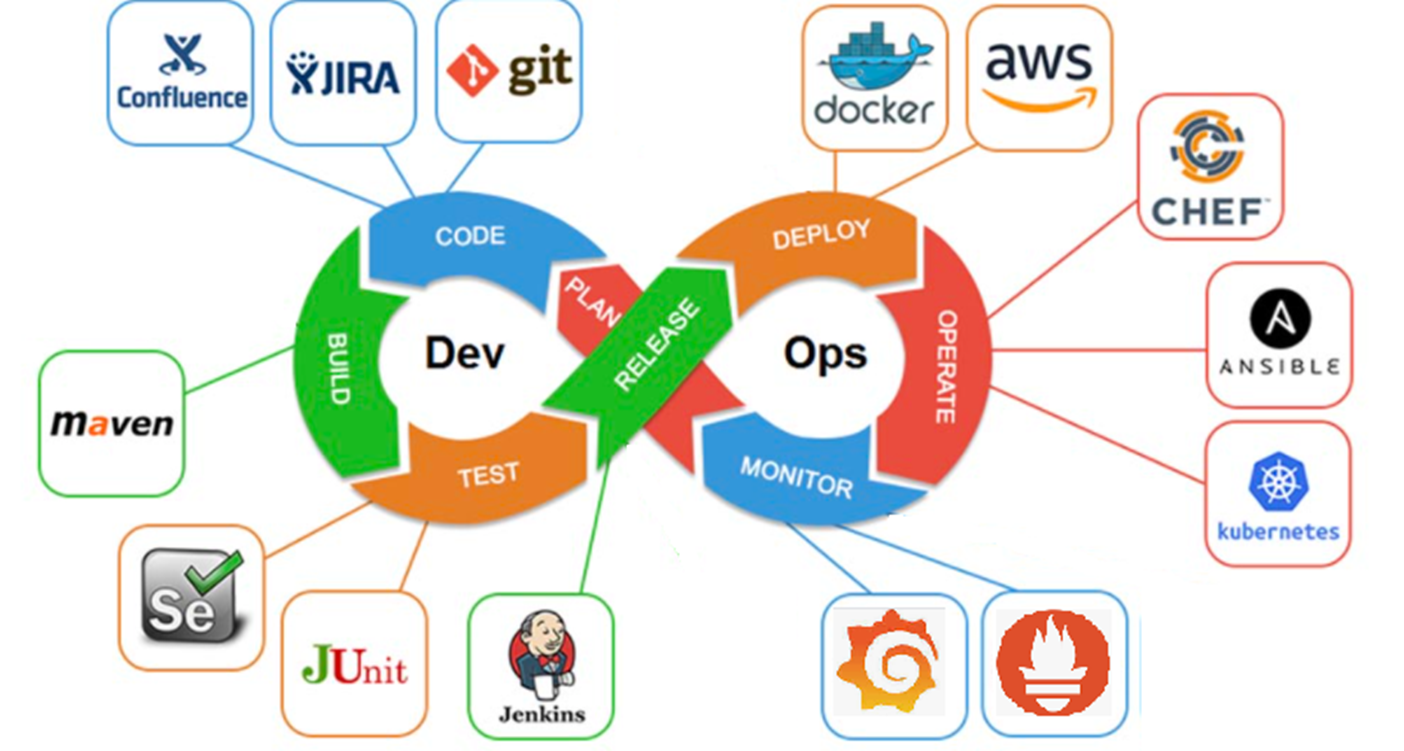 Confluence
JIRA
git
docker
aws
CHEF™
CODE
DEPLOY
PLAN
RELEASE
BUILD
Dev
Ops
OPERATE
ANSIBLE
maven
TEST
MONITOR
kubernetes
Se
JUnit
Jenkins